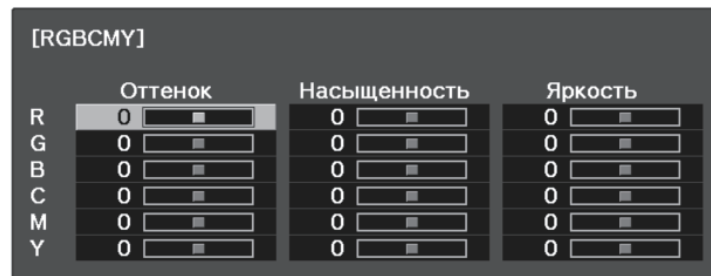 [RGBCMY]
Оттенок Насыщенность Яркость
R 0 0 0
G 0 0 0
B 0 0 0
C 0 0 0
M 0 0 0
Y 0 0 0